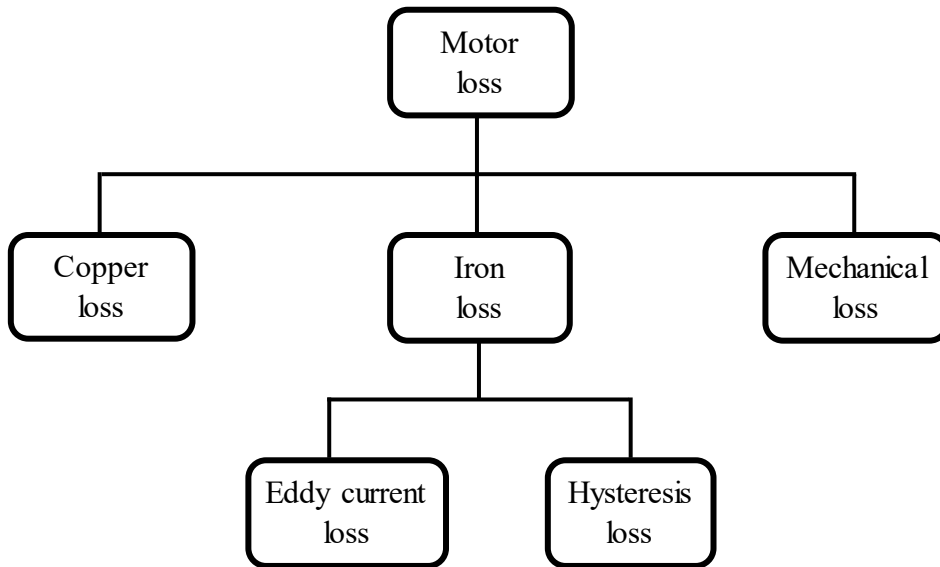 Motor
loss
Copper
loss
Iron
loss
Mechanical
loss
Eddy current
loss
Hysteresis
loss